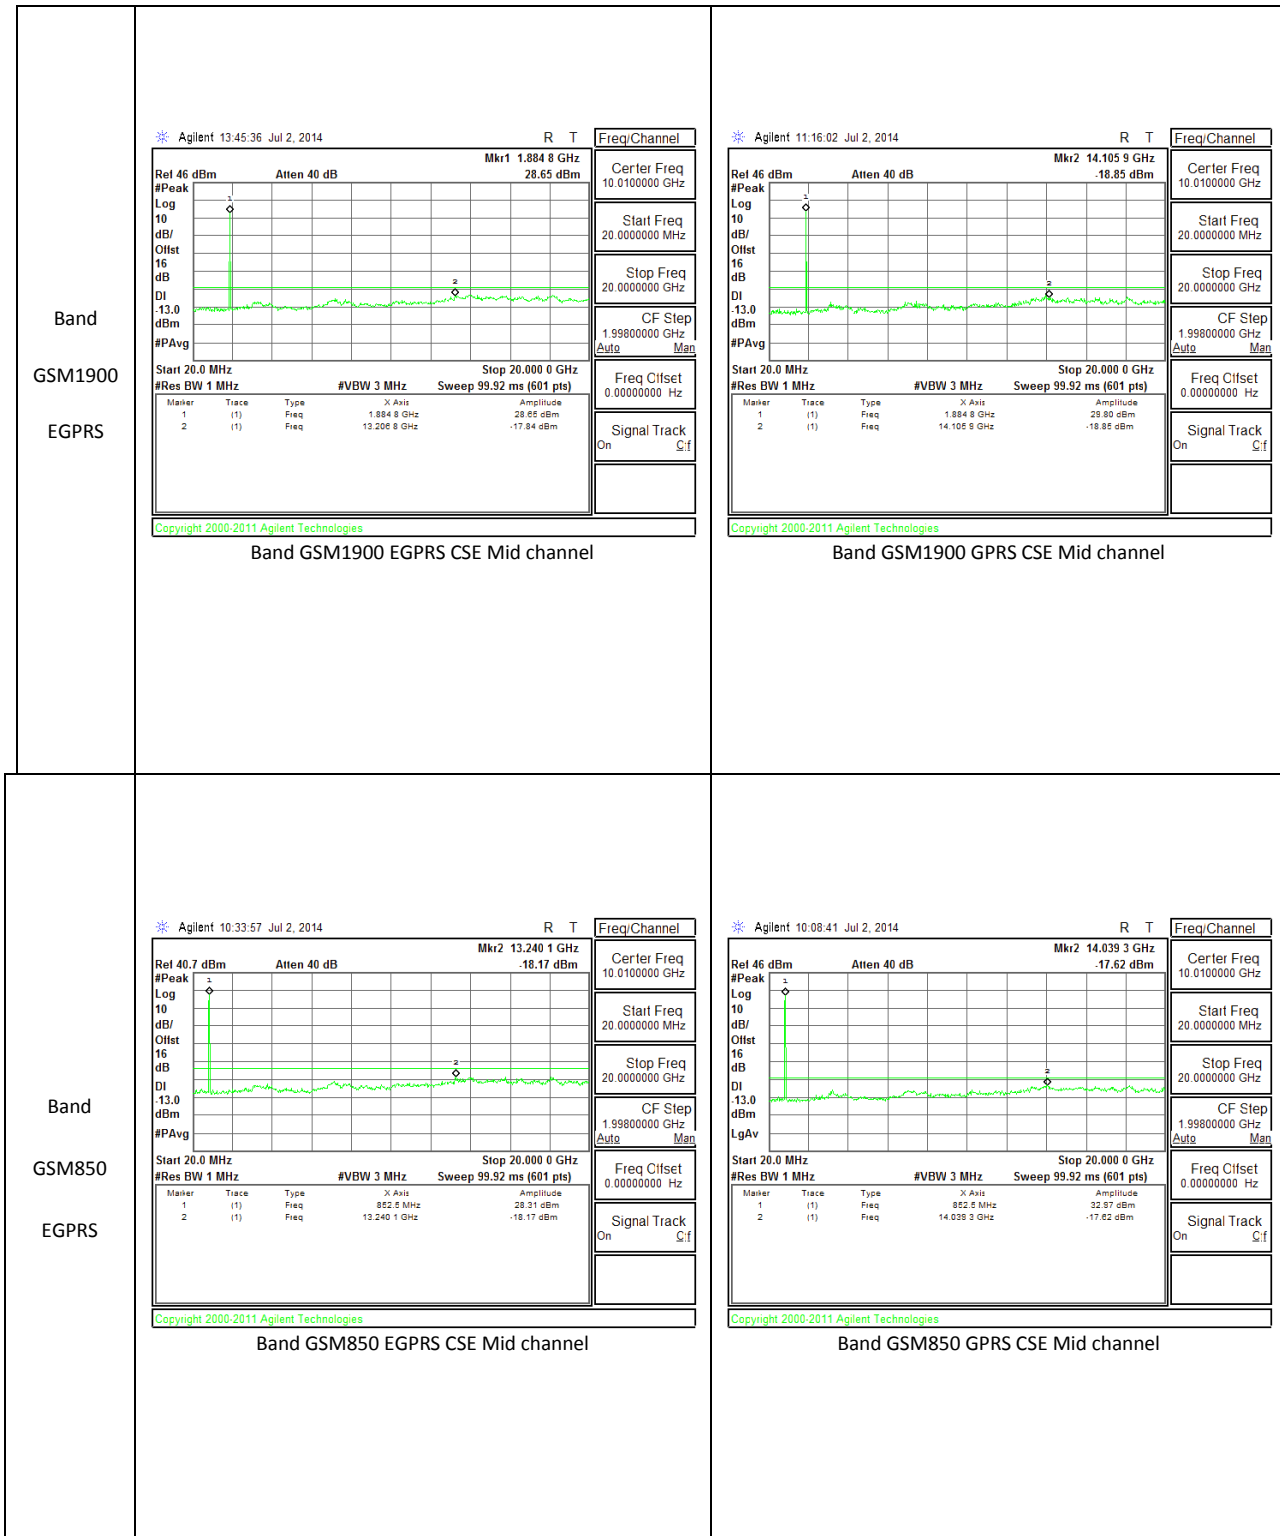 Band
GSM1900
EGPRS
Agilent 13:45:36 Jul 2, 2014
R T
Mkr1 1.884 8 GHz
Ref 46 dBm
Atten 40 dB
28.65 dBm
#Peak
Log
10
dB/
Offst
16
dB
DI
-13.0
dBm
#PAvg
1
2
Start 20.0 MHz
Stop 20.000 0 GHz
#Res BW 1 MHz
#VBW 3 MHz
Sweep 99.92 ms (601 pts)
Marker Trace Type X Axis Amplitude
1 (1) Freq 1.884 8 GHz 28.65 dBm
2 (1) Freq 13.206 8 GHz -17.84 dBm
Copyright 2000-2011 Agilent Technologies
Freq/Channel
Center Freq
10.0100000 GHz
Start Freq
20.0000000 MHz
Stop Freq
20.0000000 GHz
CF Step
1.99800000 GHz
Auto Man
Freq Offset
0.00000000 Hz
Signal Track
On Off
Band GSM1900 EGPRS CSE Mid channel
Agilent 11:16:02 Jul 2, 2014
R T
Mkr2 14.105 9 GHz
Ref 46 dBm
Atten 40 dB
-18.85 dBm
#Peak
Log
10
dB/
Offst
16
dB
DI
-13.0
dBm
#PAvg
1
2
Start 20.0 MHz
Stop 20.000 0 GHz
#Res BW 1 MHz
#VBW 3 MHz
Sweep 99.92 ms (601 pts)
Marker Trace Type X Axis Amplitude
1 (1) Freq 1.884 8 GHz 29.80 dBm
2 (1) Freq 14.105 9 GHz -18.85 dBm
Copyright 2000-2011 Agilent Technologies
Freq/Channel
Center Freq
10.0100000 GHz
Start Freq
20.0000000 MHz
Stop Freq
20.0000000 GHz
CF Step
1.99800000 GHz
Auto Man
Freq Offset
0.00000000 Hz
Signal Track
On Off
Band GSM1900 GPRS CSE Mid channel
Band
GSM850
EGPRS
Agilent 10:33:57 Jul 2, 2014
R T
Mkr2 13.240 1 GHz
Ref 40.7 dBm
Atten 40 dB
-18.17 dBm
#Peak
Log
10
dB/
Offst
16
dB
DI
-13.0
dBm
#PAvg
1
2
Start 20.0 MHz
Stop 20.000 0 GHz
#Res BW 1 MHz
#VBW 3 MHz
Sweep 99.92 ms (601 pts)
Marker Trace Type X Axis Amplitude
1 (1) Freq 852.5 MHz 28.31 dBm
2 (1) Freq 13.240 1 GHz -18.17 dBm
Copyright 2000-2011 Agilent Technologies
Freq/Channel
Center Freq
10.0100000 GHz
Start Freq
20.0000000 MHz
Stop Freq
20.0000000 GHz
CF Step
1.99800000 GHz
Auto Man
Freq Offset
0.00000000 Hz
Signal Track
On Off
Band GSM850 EGPRS CSE Mid channel
Agilent 10:08:41 Jul 2, 2014
R T
Mkr2 14.039 3 GHz
Ref 46 dBm
Atten 40 dB
-17.62 dBm
#Peak
Log
10
dB/
Offst
16
dB
DI
-13.0
dBm
LgAv
1
2
Start 20.0 MHz
Stop 20.000 0 GHz
#Res BW 1 MHz
#VBW 3 MHz
Sweep 99.92 ms (601 pts)
Marker Trace Type X Axis Amplitude
1 (1) Freq 852.5 MHz 32.97 dBm
2 (1) Freq 14.039 3 GHz -17.62 dBm
Copyright 2000-2011 Agilent Technologies
Freq/Channel
Center Freq
10.0100000 GHz
Start Freq
20.0000000 MHz
Stop Freq
20.0000000 GHz
CF Step
1.99800000 GHz
Auto Man
Freq Offset
0.00000000 Hz
Signal Track
On Off
Band GSM850 GPRS CSE Mid channel